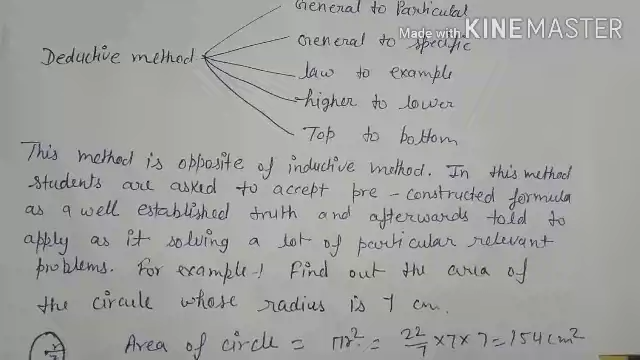 General to Particular
Made with KINEMASTER
General to specific
Deductive method
law to example
higher to lower
Top to bottom
This method is opposite of inductive method. In this method
students are asked to accept pre-constructed formula
as a well established truth and afterwards told to
apply as it solving a lot of particular relevant
problems. For example-! Find out the area of
the circule whose radius is 7 cm.
Area of circle = πr² = 22/7 × 7 × 7 = 154 cm²